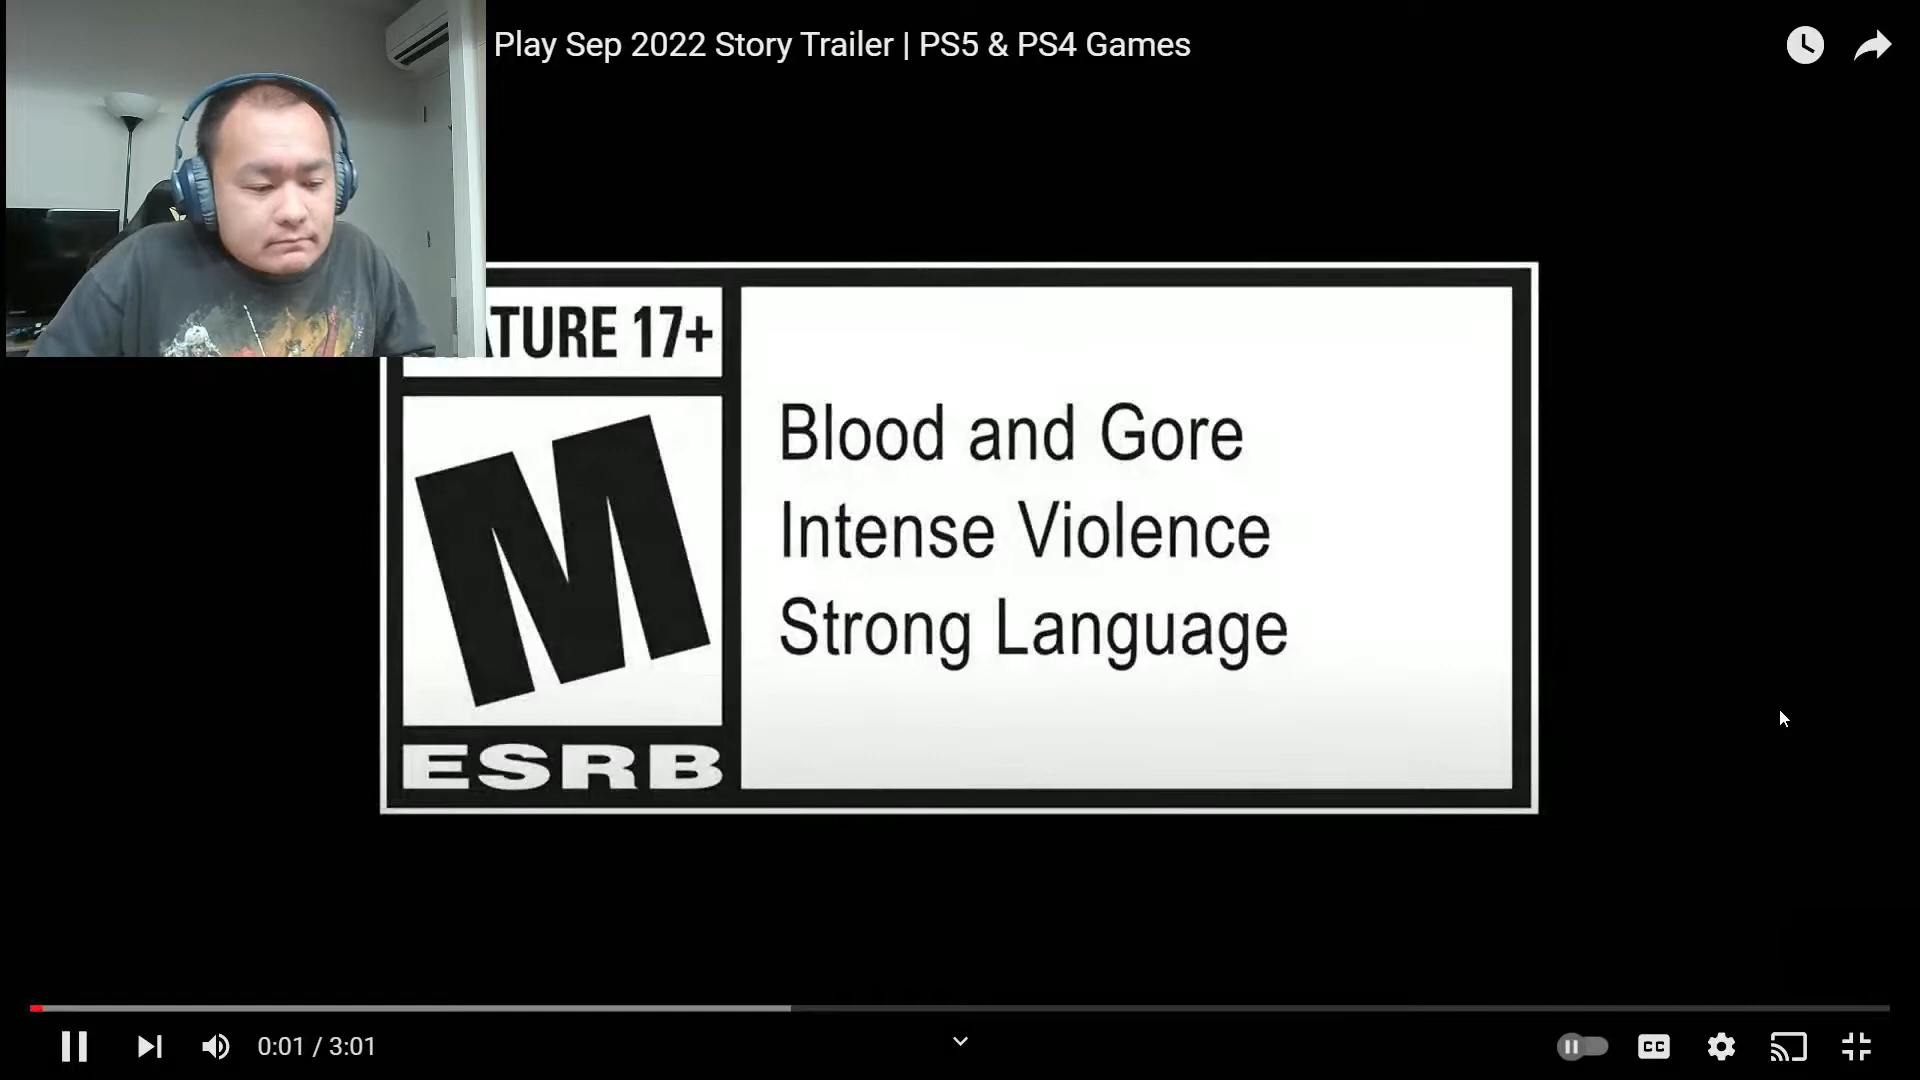 Play Sep 2022 Story Trailer | PS5 & PS4 Games
ATURE 17+
M
ESRB
Blood and Gore
Intense Violence
Strong Language
0:01 / 3:01
CC